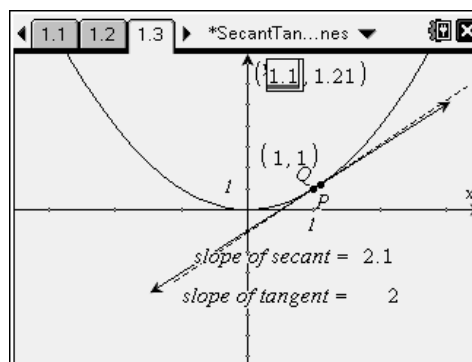 1.1 1.2 1.3 *SecantTan...nes
(1.1, 1.21)
(1, 1)
Q
P
1
x
1
slope of secant = 2.1
slope of tangent = 2